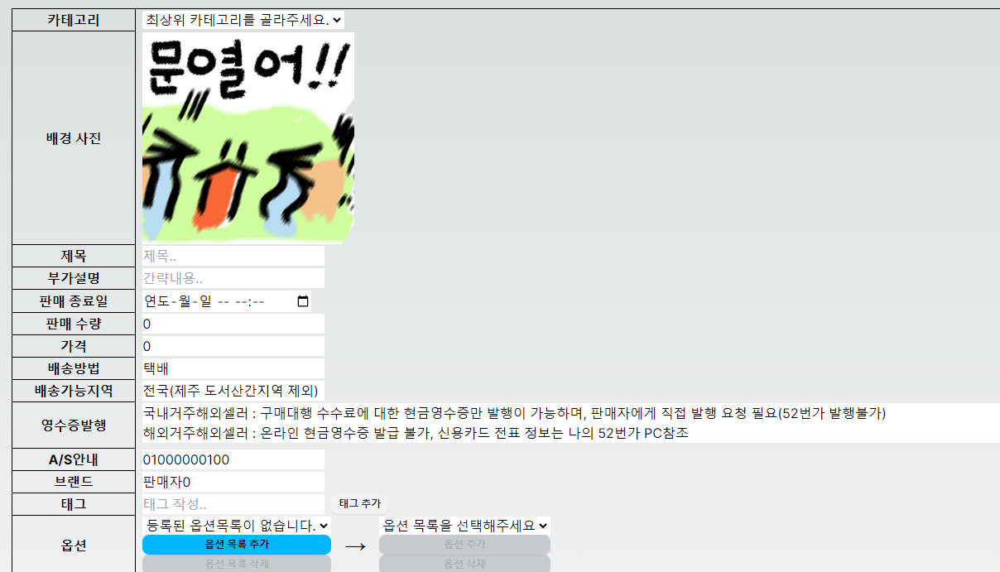 카테고리 최상위 카테고리를 골라주세요.
문열어!!
배경 사진
제목 제목..
부가설명 간략내용..
판매 종료일 연도-월-일 -- --:--
판매 수량 0
가격 0
배송방법 택배
배송가능지역 전국(제주 도서산간지역 제외)
영수증발행 국내거주해외셀러 : 구매대행 수수료에 대한 현금영수증만 발행이 가능하며, 판매자에게 직접 발행 요청 필요(52번가 발행불가)
해외거주해외셀러 : 온라인 현금영수증 발급 불가, 신용카드 전표 정보는 나의 52번가 PC참조
A/S안내 01000000100
브랜드 판매자0
태그 태그 작성.. 태그 추가
옵션 등록된 옵션목록이 없습니다. 옵션 목록을 선택해주세요
옵션 목록 추가 → 옵션 추가
옵션 목록 삭제 옵션 삭제